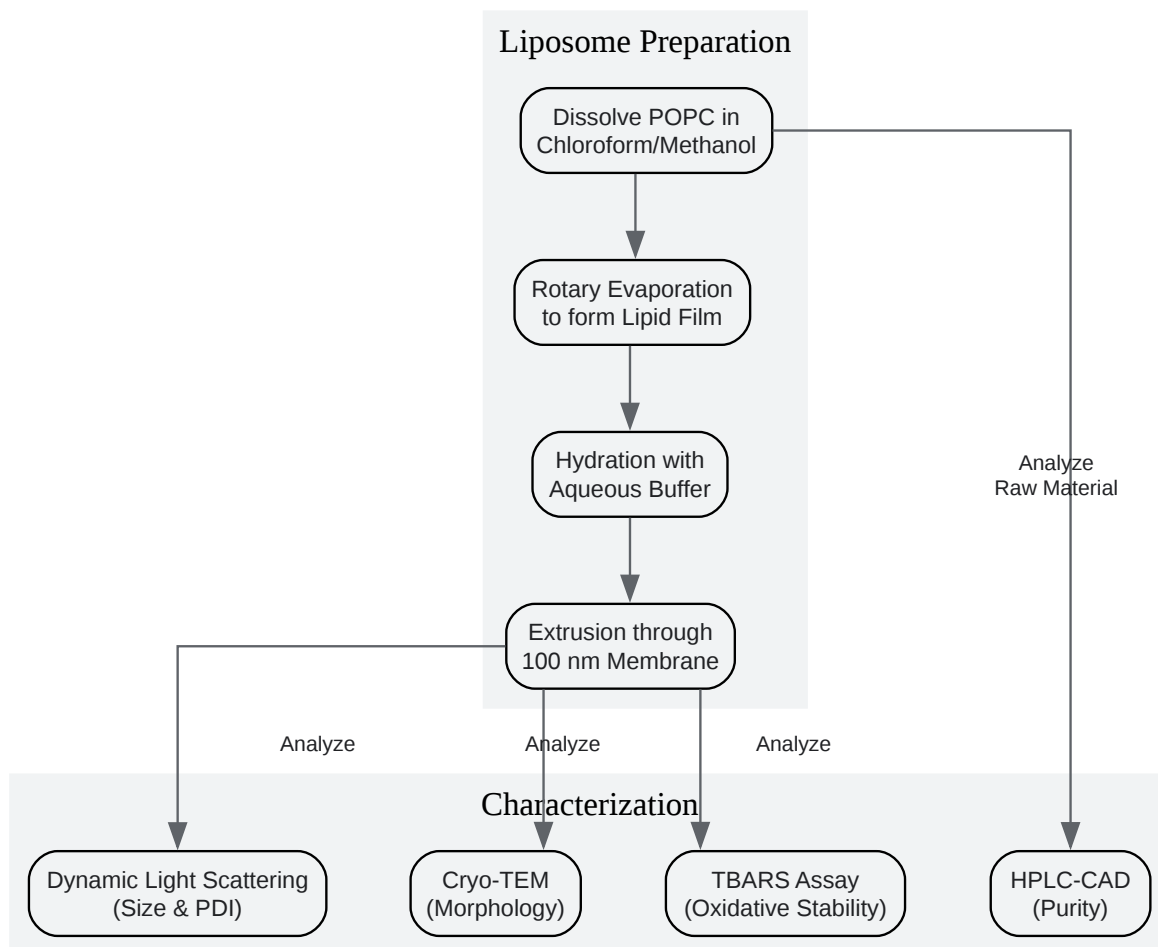 Liposome Preparation
Dissolve POPC in
Chloroform/Methanol
Rotary Evaporation
to form Lipid Film
Hydration with
Aqueous Buffer
Analyze
Raw Material
Extrusion through
100 nm Membrane
Analyze
Analyze
Analyze
Characterization
Dynamic Light Scattering
(Size & PDI)
Cryo-TEM
(Morphology)
TBARS Assay
(Oxidative Stability)
HPLC-CAD
(Purity)